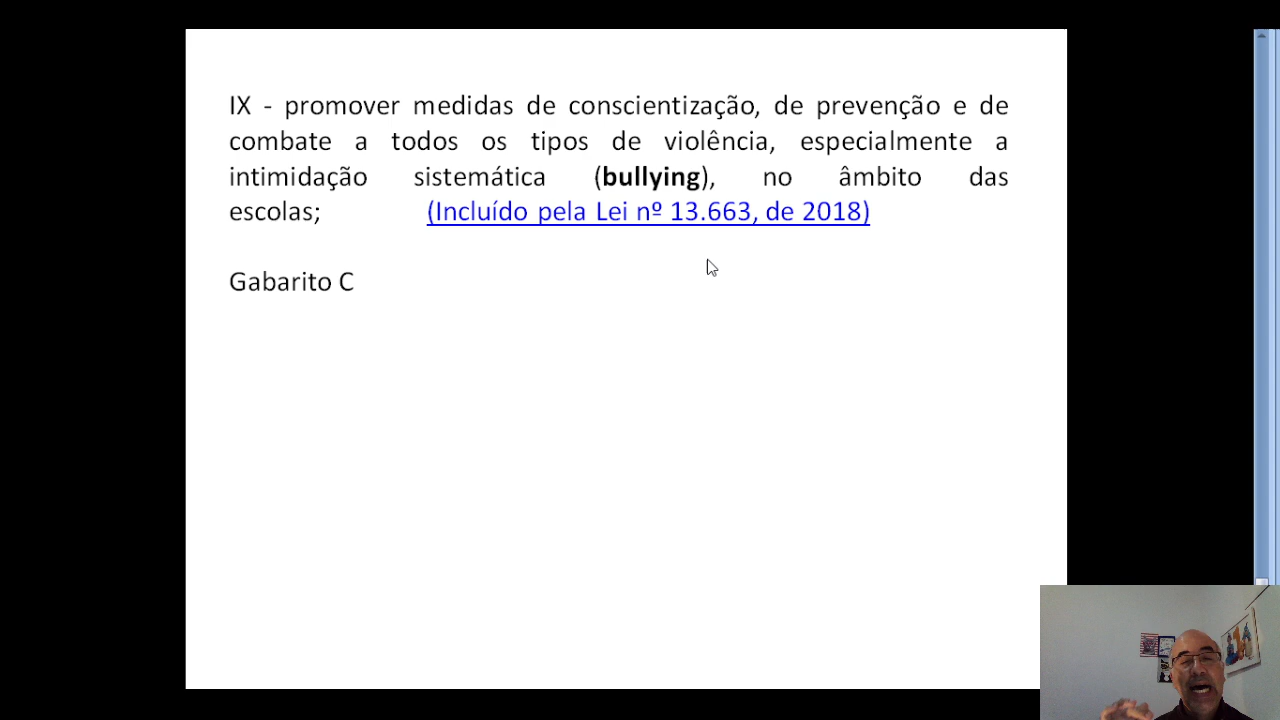 IX - promover medidas de conscientização, de prevenção e de
combate a todos os tipos de violência, especialmente a
intimidação sistemática (bullying), no âmbito das
escolas; (Incluído pela Lei nº 13.663, de 2018)
Gabarito C